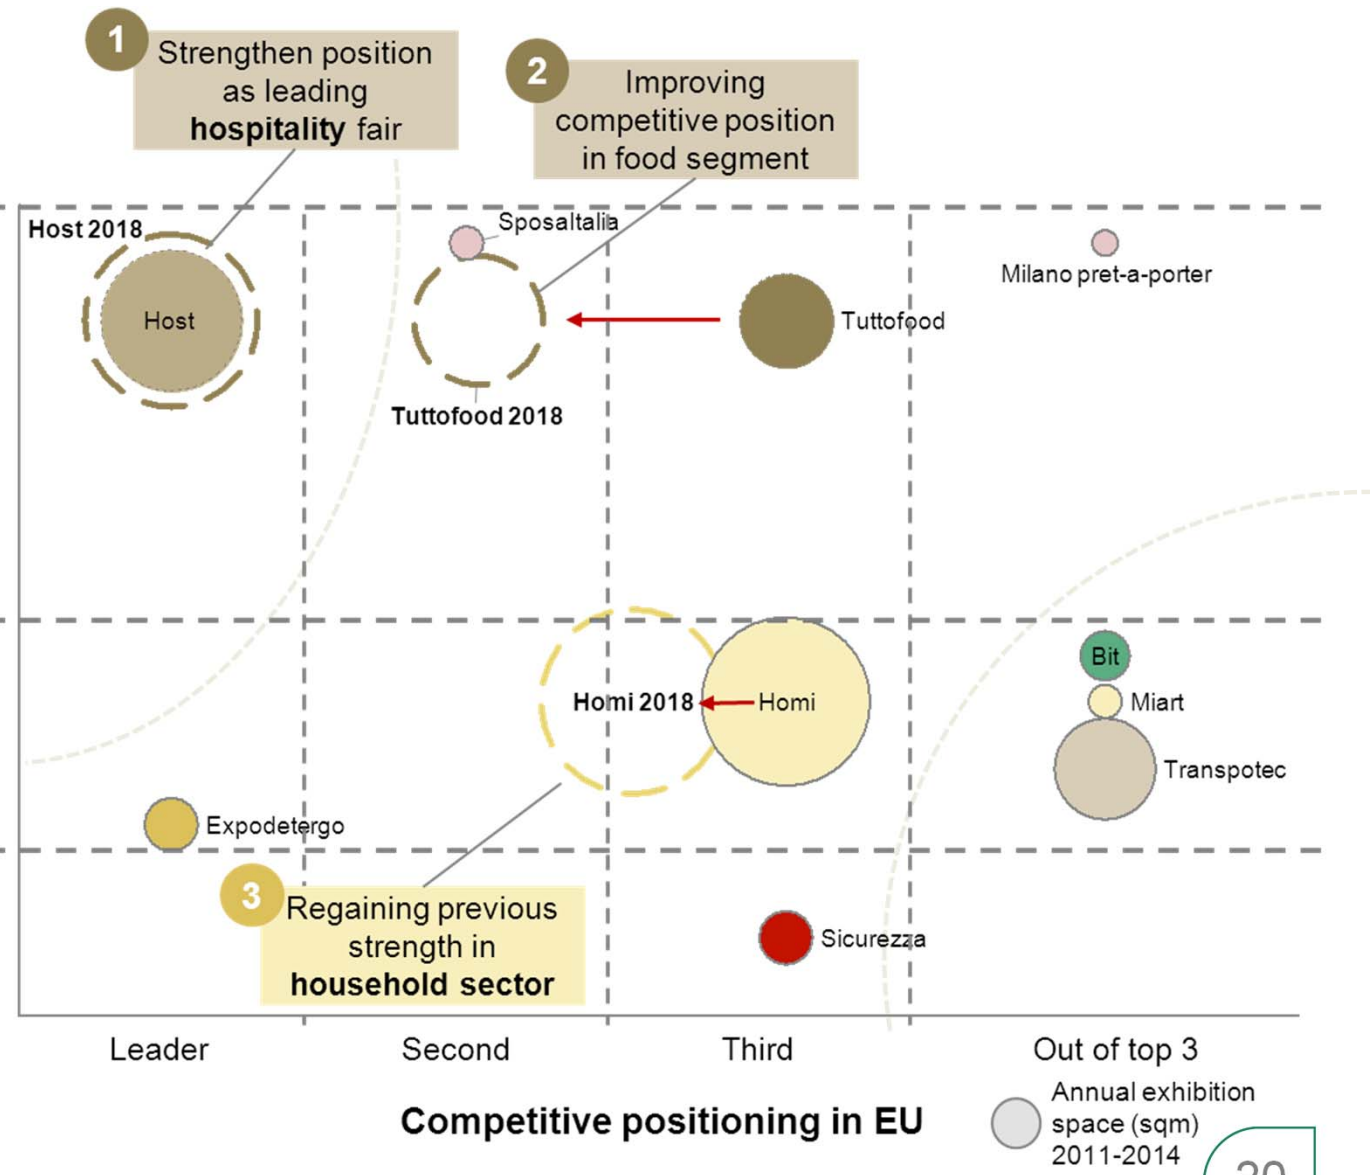 1
Strengthen position
as leading
hospitality fair
2
Improving
competitive position
in food segment
Host 2018
SposaItalia
Milano pret-a-porter
Host
Tuttofood
Tuttofood 2018
Bit
Homi 2018
Homi
Miart
Transpotec
Expodetergo
3
Regaining previous
strength in
household sector
Sicurezza
Leader
Second
Third
Out of top 3
Competitive positioning in EU
Annual exhibition
space (sqm)
2011-2014